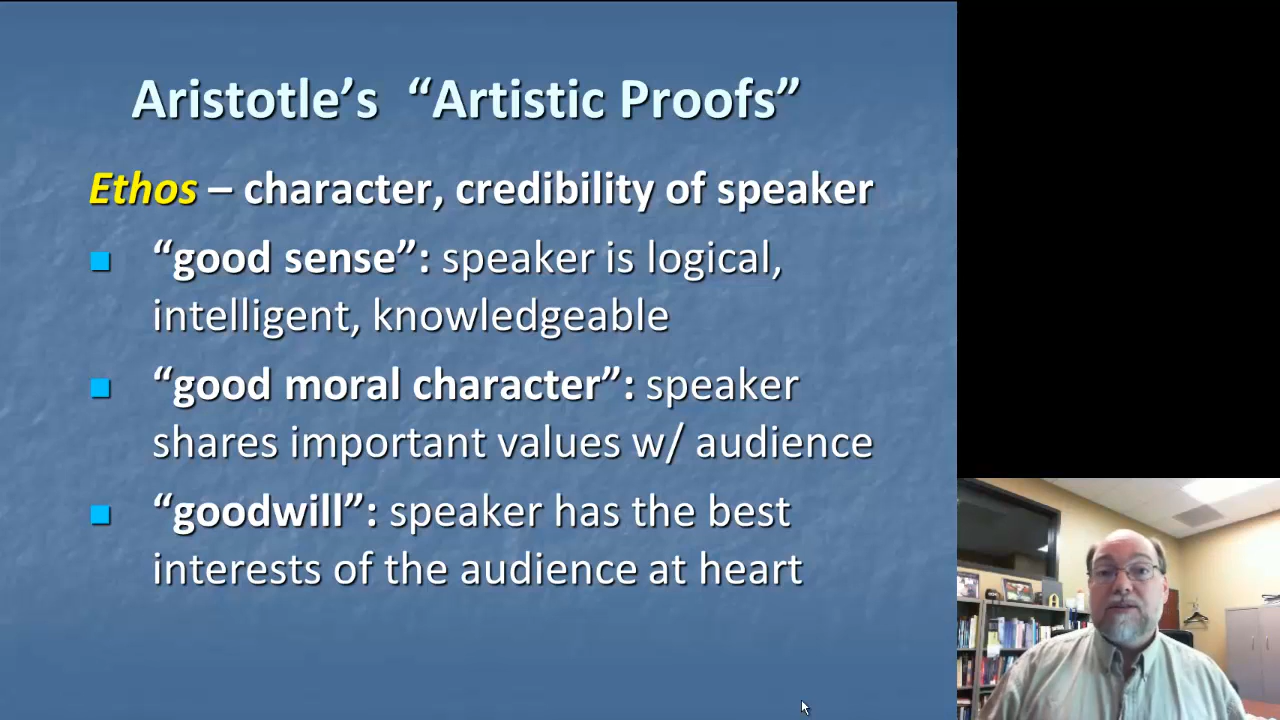 Aristotle’s “Artistic Proofs”
Ethos – character, credibility of speaker
“good sense”: speaker is logical,
intelligent, knowledgeable
“good moral character”: speaker
shares important values w/ audience
“goodwill”: speaker has the best
interests of the audience at heart